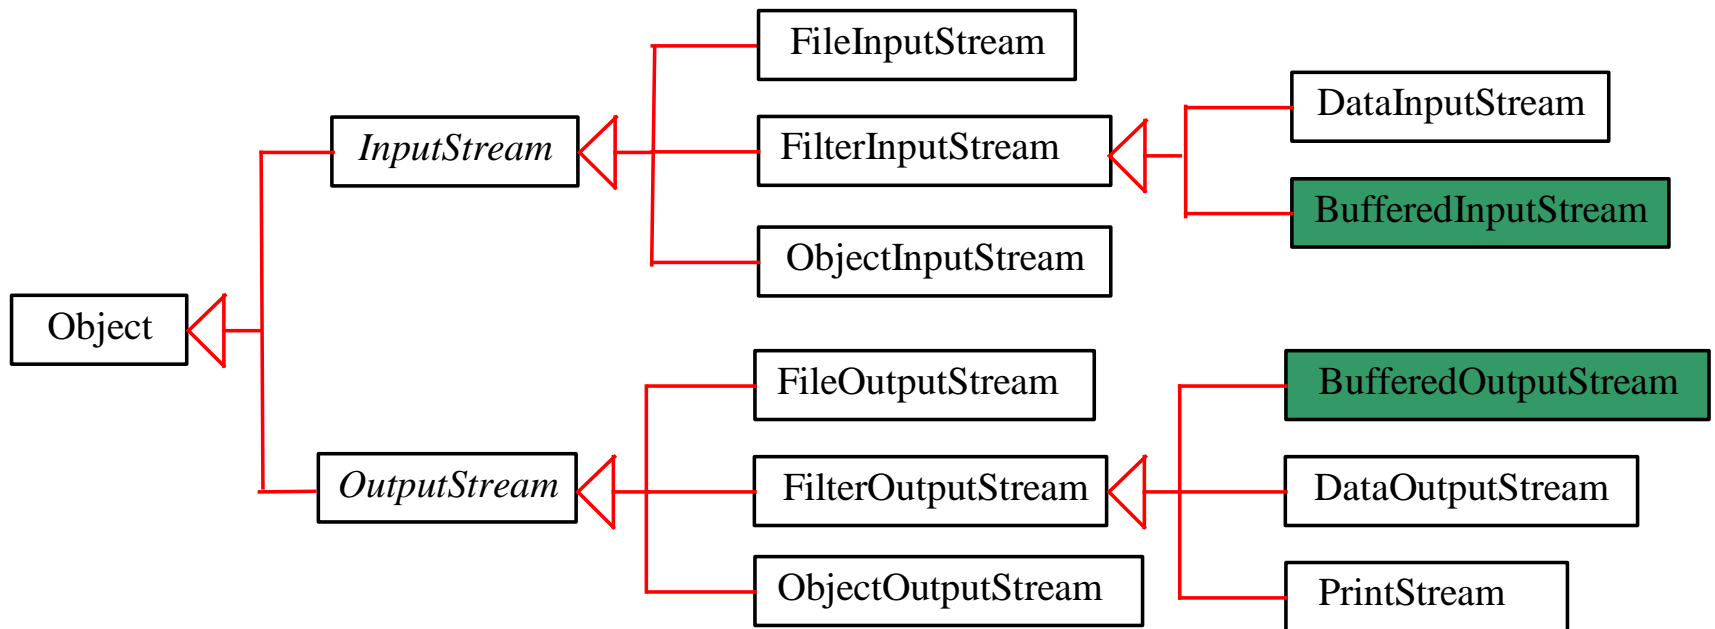 FileInputStream
DataInputStream
InputStream
FilterInputStream
BufferedInputStream
ObjectInputStream
Object
FileOutputStream
BufferedOutputStream
OutputStream
FilterOutputStream
DataOutputStream
ObjectOutputStream
PrintStream